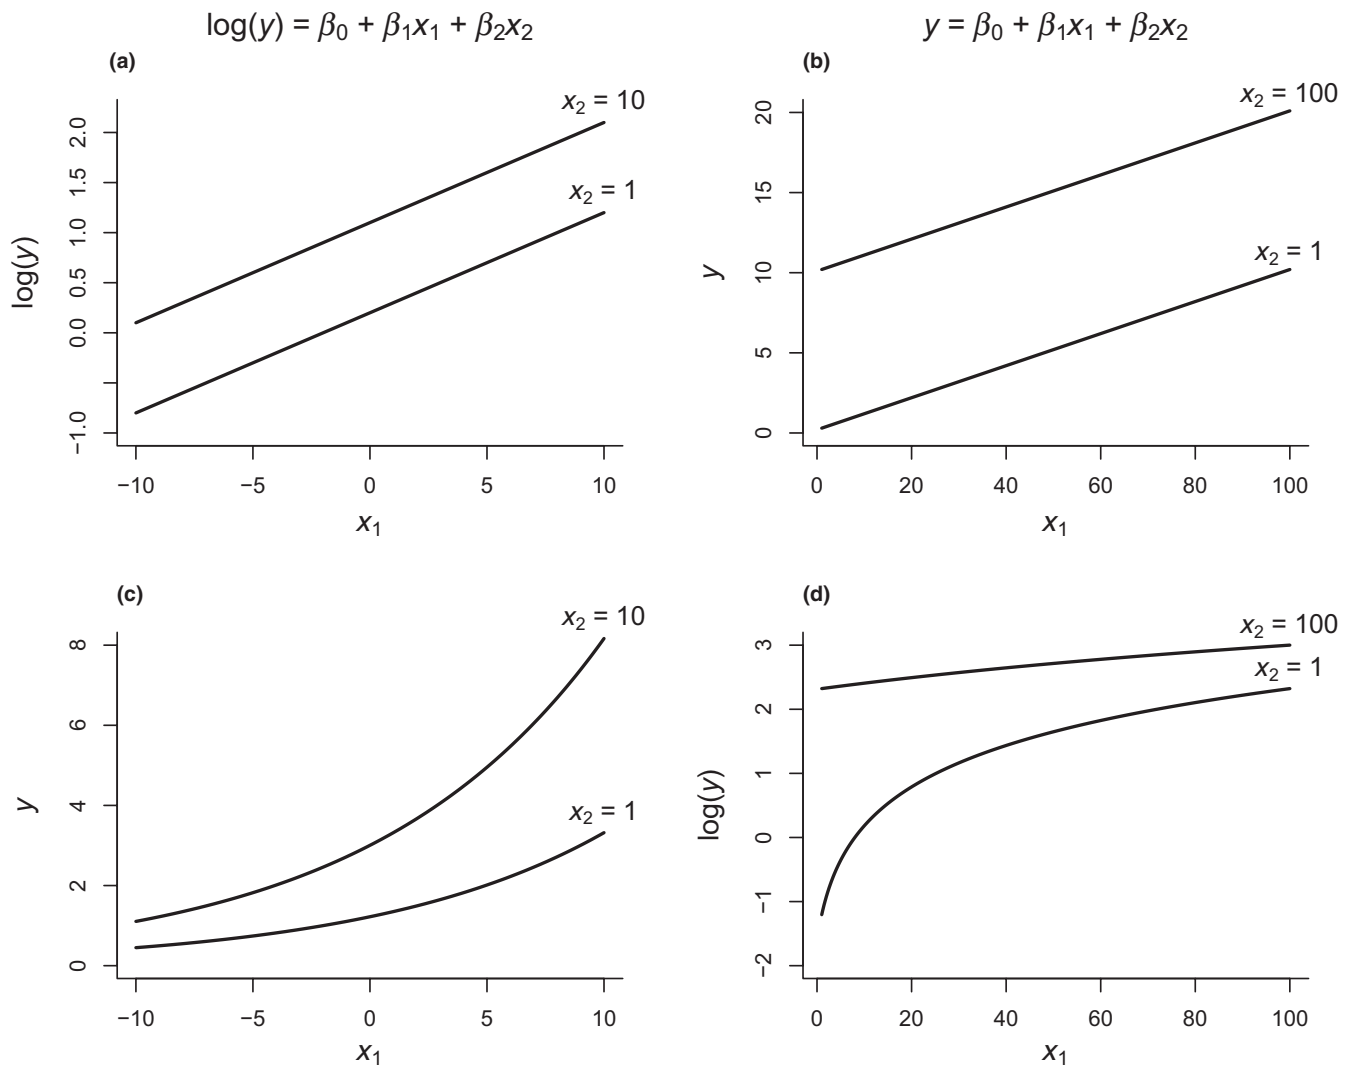 log(y) = β₀ + β₁x₁ + β₂x₂
y = β₀ + β₁x₁ + β₂x₂
(a)
x₂ = 10
x₂ = 1
log(y)
2.0
1.5
1.0
0.5
0.0
−1.0
−10 −5 0 5 10
x₁
(b)
x₂ = 100
x₂ = 1
y
20
15
10
5
0
0 20 40 60 80 100
x₁
(c)
x₂ = 10
x₂ = 1
y
8
6
4
2
0
−10 −5 0 5 10
x₁
(d)
x₂ = 100
x₂ = 1
log(y)
3
2
1
0
−1
−2
0 20 40 60 80 100
x₁